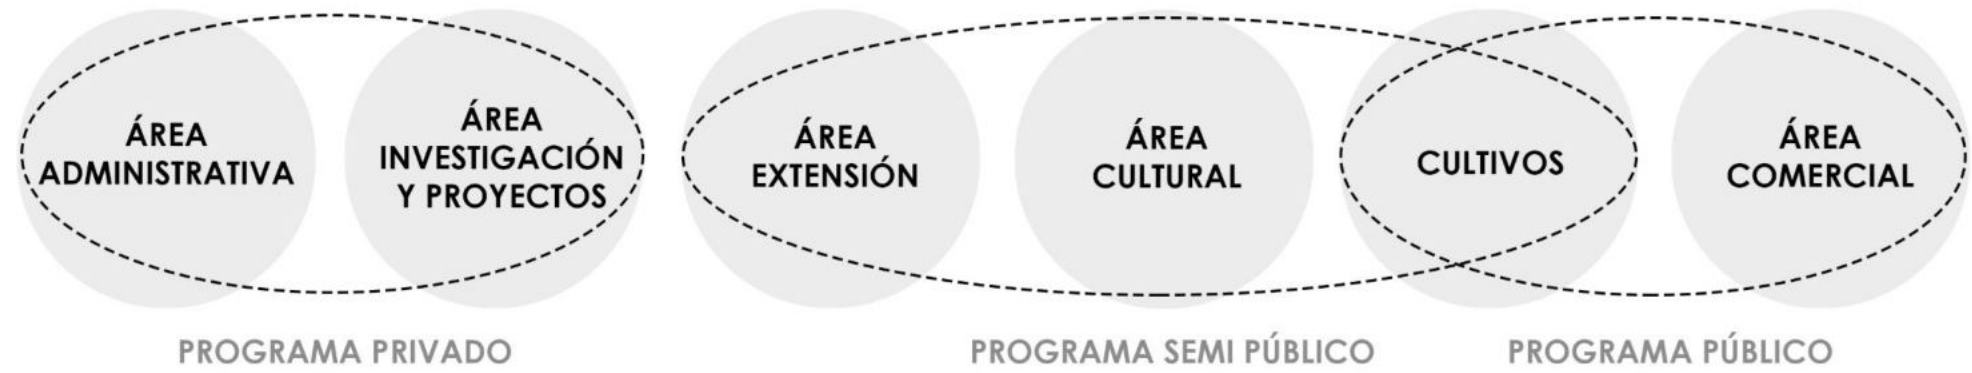 ÁREA
ADMINISTRATIVA
ÁREA
INVESTIGACIÓN
Y PROYECTOS
ÁREA
EXTENSIÓN
ÁREA
CULTURAL
CULTIVOS
ÁREA
COMERCIAL
PROGRAMA PRIVADO
PROGRAMA SEMI PÚBLICO
PROGRAMA PÚBLICO